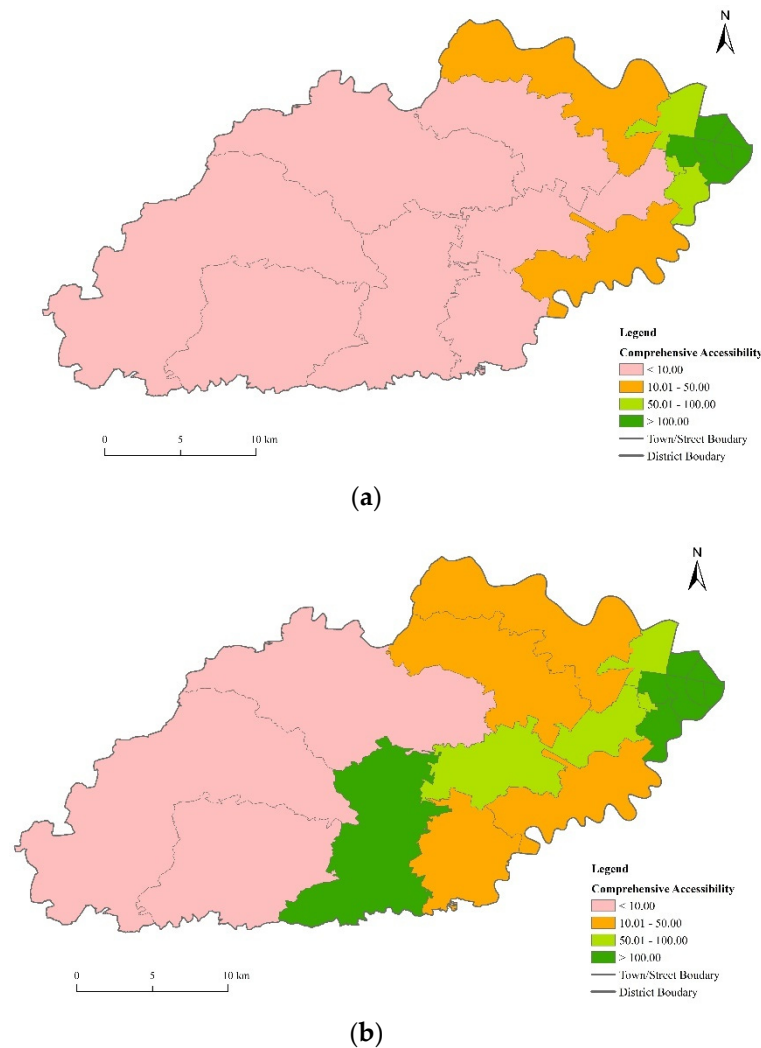 N
Legend
Comprehensive Accessibility
< 10.00
10.01 - 50.00
50.01 - 100.00
> 100.00
Town/Street Boundary
District Boudary
0 5 10 km
(a)
N
Legend
Comprehensive Accessibility
< 10.00
10.01 - 50.00
50.01 - 100.00
> 100.00
Town/Street Boundary
District Boudary
0 5 10 km
(b)